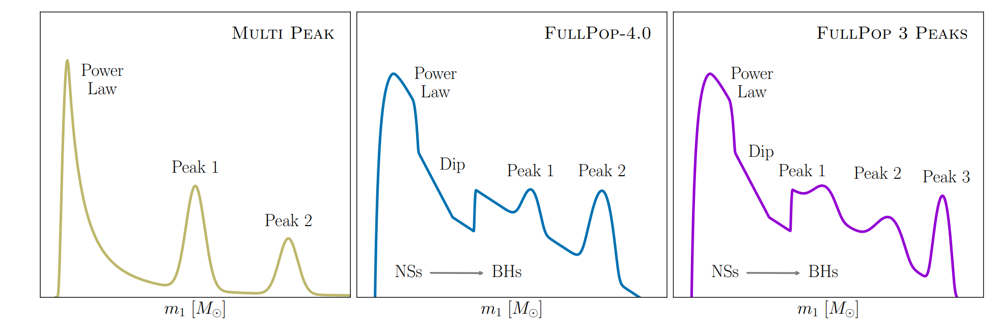 MULTI PEAK
Power
Law
Peak 1
Peak 2
m₁ [M☉]
FULLPOP-4.0
Power
Law
Dip
Peak 1
Peak 2
NSs
BHs
m₁ [M☉]
FULLPOP 3 PEAKS
Power
Law
Dip
Peak 1
Peak 2
Peak 3
NSs
BHs
m₁ [M☉]